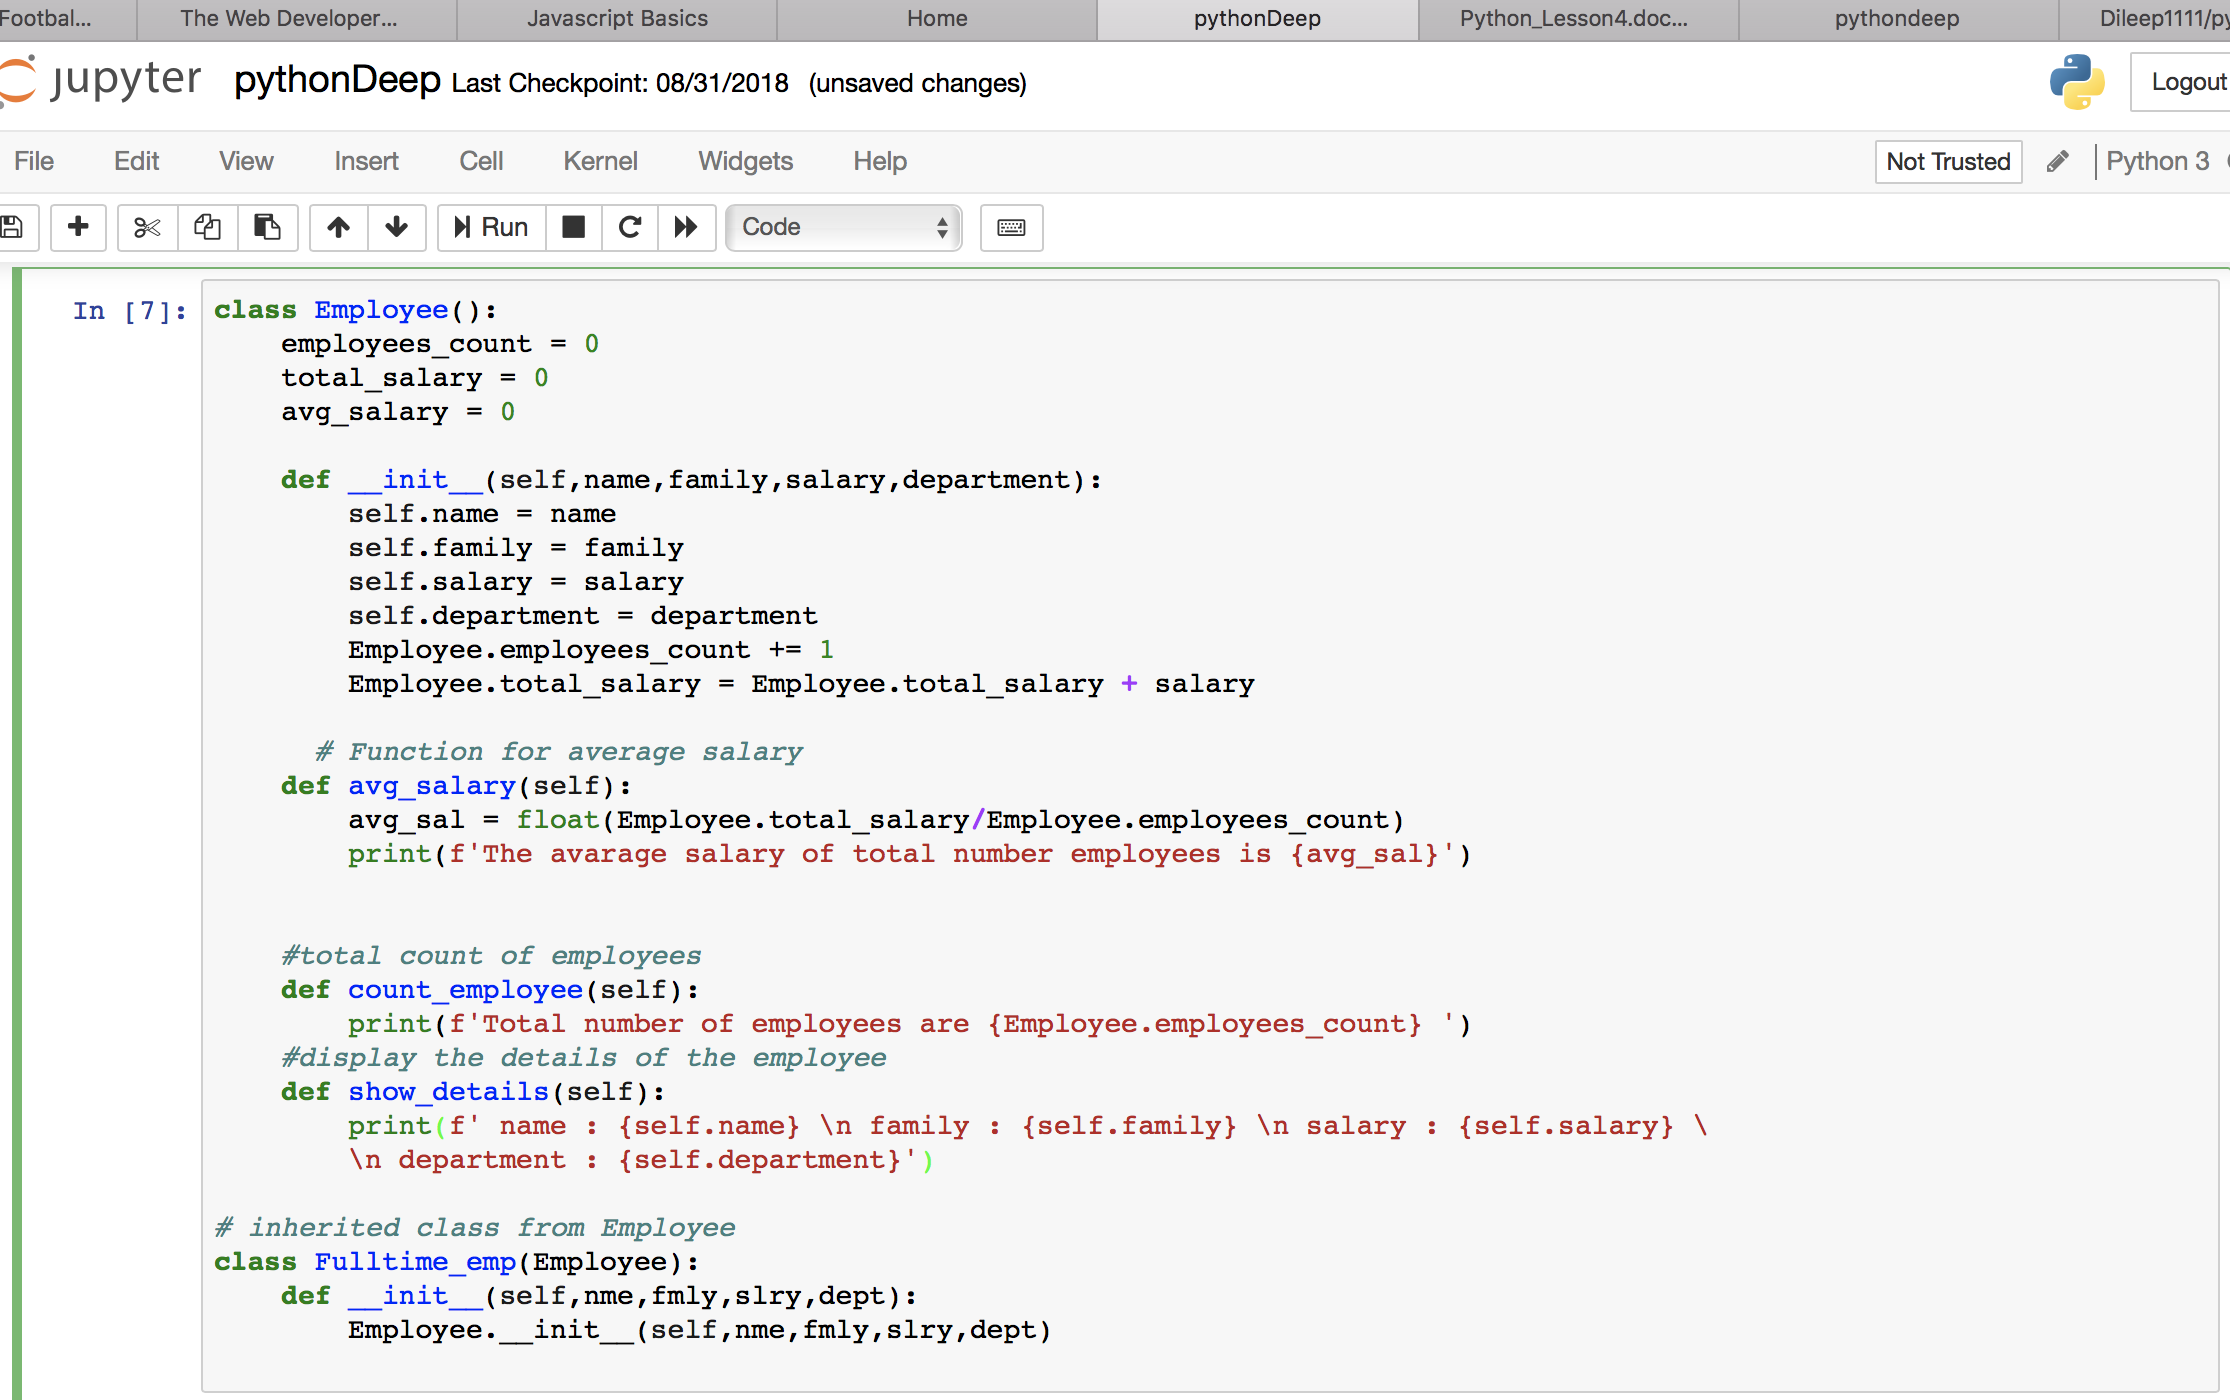 Footbal...
The Web Developer...
Javascript Basics
Home
pythonDeep
Python_Lesson4.doc...
pythondeep
Dileep1111/py
jupyter pythonDeep Last Checkpoint: 08/31/2018 (unsaved changes)
Logout
File Edit View Insert Cell Kernel Widgets Help
Not Trusted
Python 3
Run
Code
In [7]:
class Employee():
    employees_count = 0
    total_salary = 0
    avg_salary = 0
    def __init__(self,name,family,salary,department):
        self.name = name
        self.family = family
        self.salary = salary
        self.department = department
        Employee.employees_count += 1
        Employee.total_salary = Employee.total_salary + salary
      # Function for average salary
    def avg_salary(self):
        avg_sal = float(Employee.total_salary/Employee.employees_count)
        print(f'The avarage salary of total number employees is {avg_sal}')
    #total count of employees
    def count_employee(self):
        print(f'Total number of employees are {Employee.employees_count} ')
    #display the details of the employee
    def show_details(self):
        print(f' name : {self.name} \n family : {self.family} \n salary : {self.salary} \
        \n department : {self.department}')
# inherited class from Employee
class Fulltime_emp(Employee):
    def __init__(self,nme,fmly,slry,dept):
        Employee.__init__(self,nme,fmly,slry,dept)